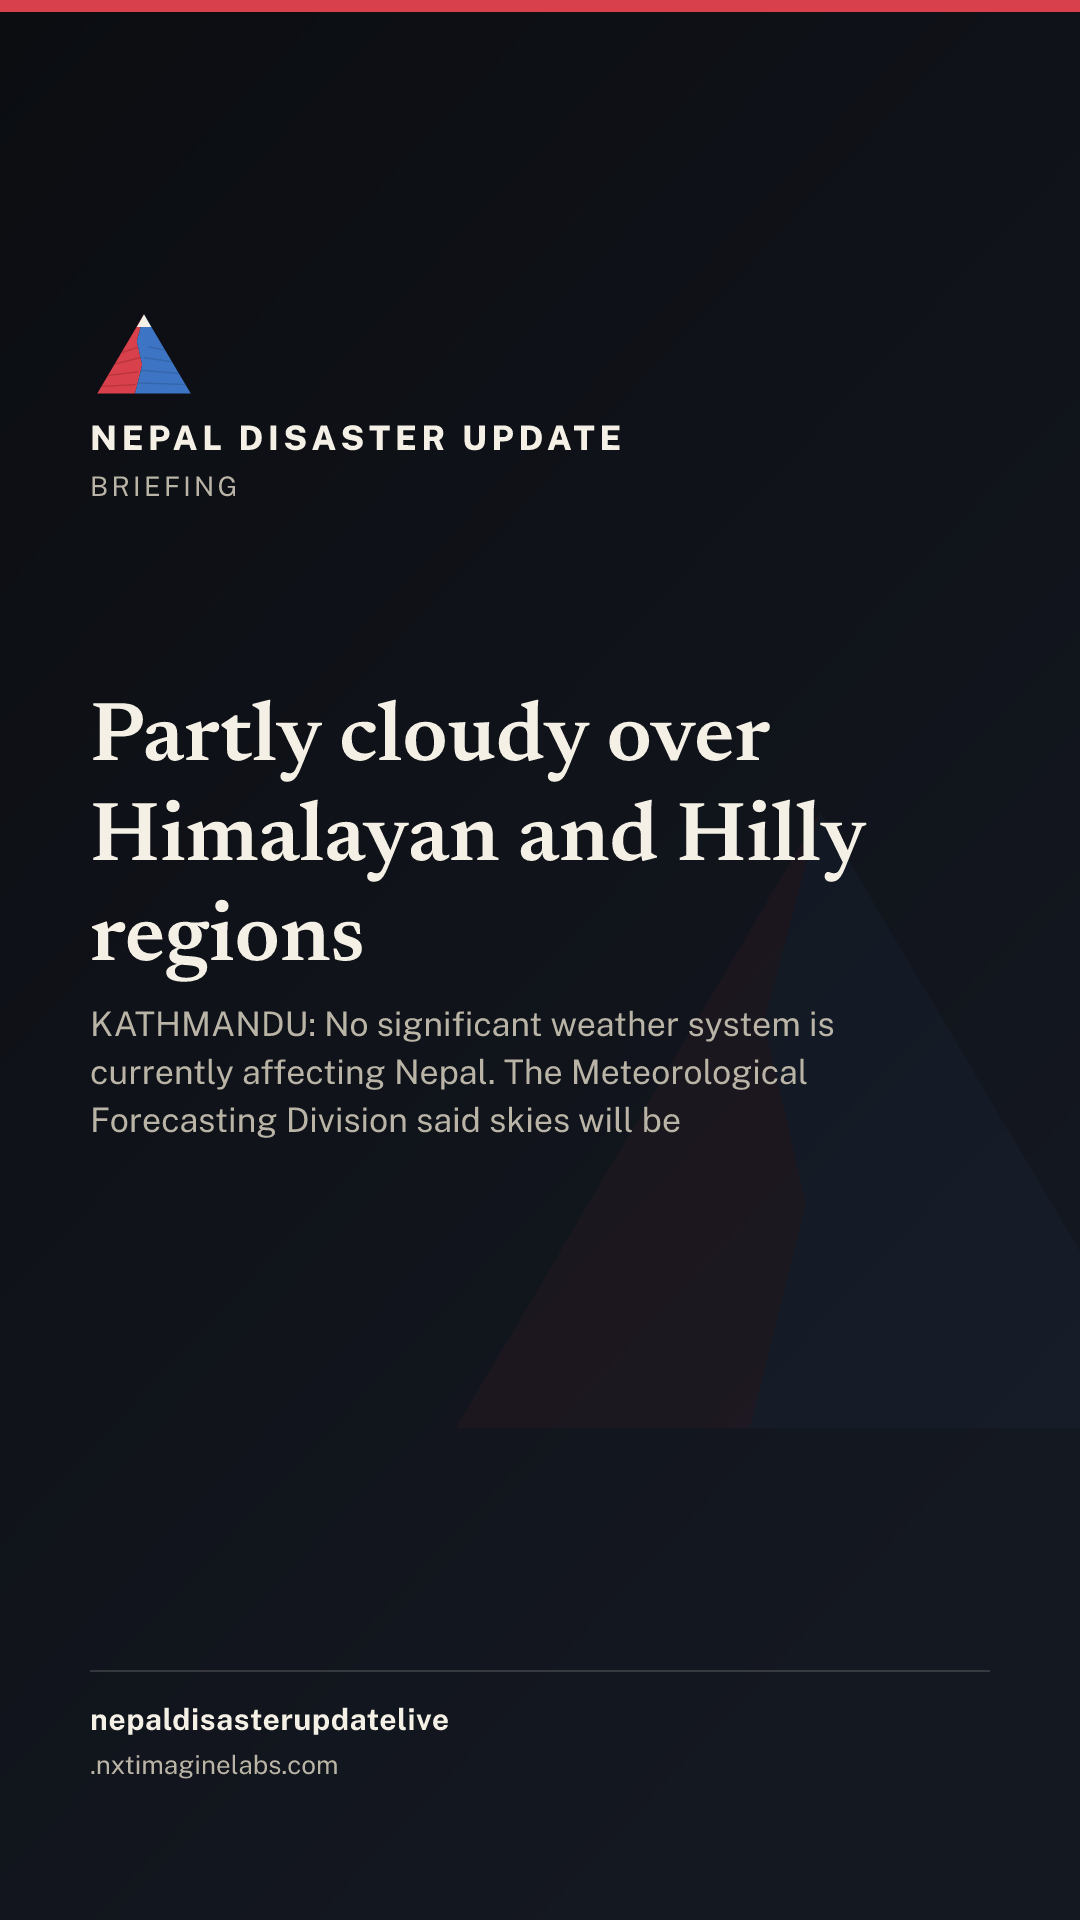 NEPAL DISASTER UPDATE
BRIEFING
Partly cloudy over
Himalayan and Hilly
regions
KATHMANDU: No significant weather system is
currently affecting Nepal. The Meteorological
Forecasting Division said skies will be
nepaldisasterupdatelive
.nxtimaginelabs.com